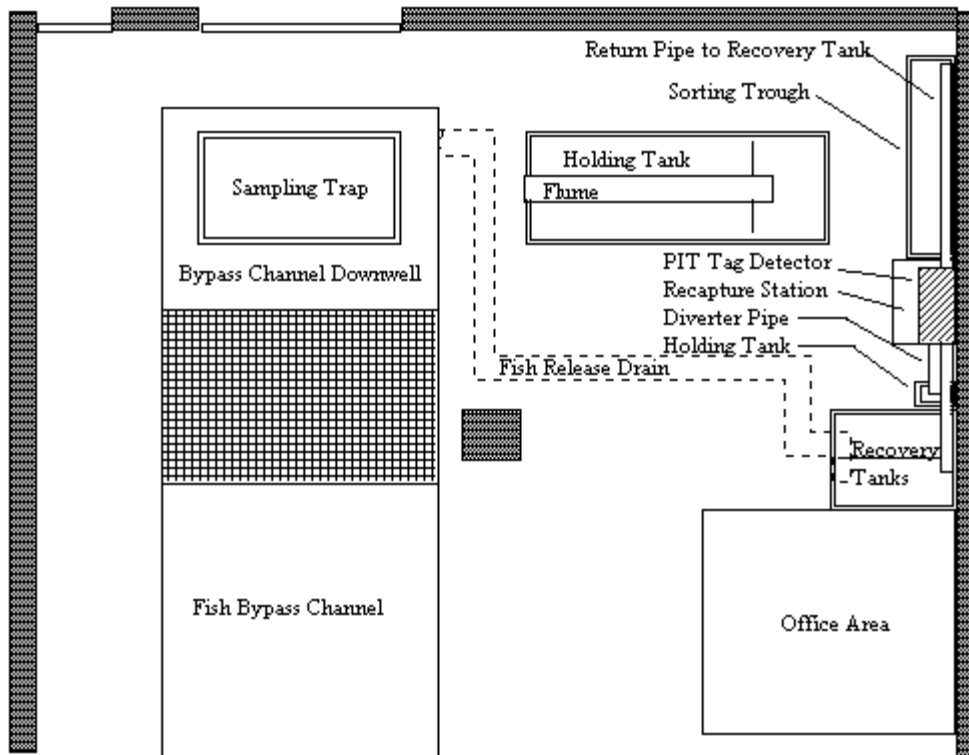 Return Pipe to Recovery Tank
Sorting Trough
Holding Tank
Sampling Trap
Flume
Bypass Channel Downwell
PIT Tag Detector
Recapture Station
Diverter Pipe
Holding Tank
Fish Release Drain
Recovery
Tanks
Fish Bypass Channel
Office Area